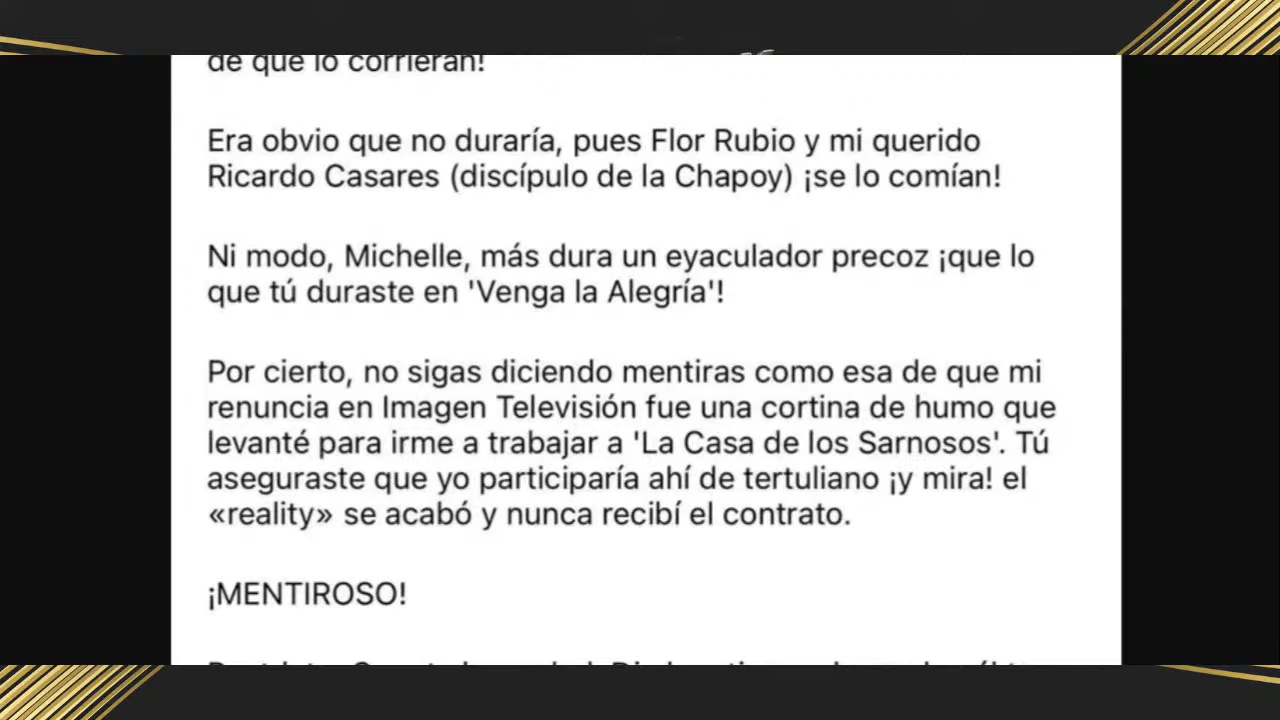 de que lo corrieran!
Era obvio que no duraría, pues Flor Rubio y mi querido
Ricardo Casares (discípulo de la Chapoy) ¡se lo comían!
Ni modo, Michelle, más dura un eyaculador precoz ¡que lo
que tú duraste en 'Venga la Alegría'!
Por cierto, no sigas diciendo mentiras como esa de que mi
renuncia en Imagen Televisión fue una cortina de humo que
levanté para irme a trabajar a 'La Casa de los Sarnosos'. Tú
aseguraste que yo participaría ahí de tertuliano ¡y mira! el
«reality» se acabó y nunca recibí el contrato.
¡MENTIROSO!